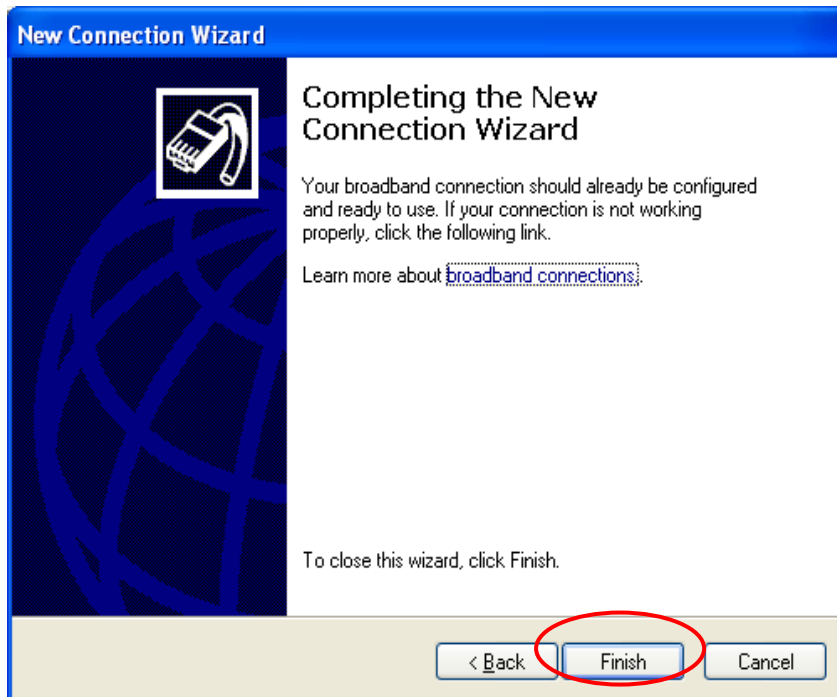 New Connection Wizard
Completing the New
Connection Wizard
Your broadband connection should already be configured
and ready to use. If your connection is not working
properly, click the following link.
Learn more about broadband connections.
To close this wizard, click Finish.
< Back Finish Cancel